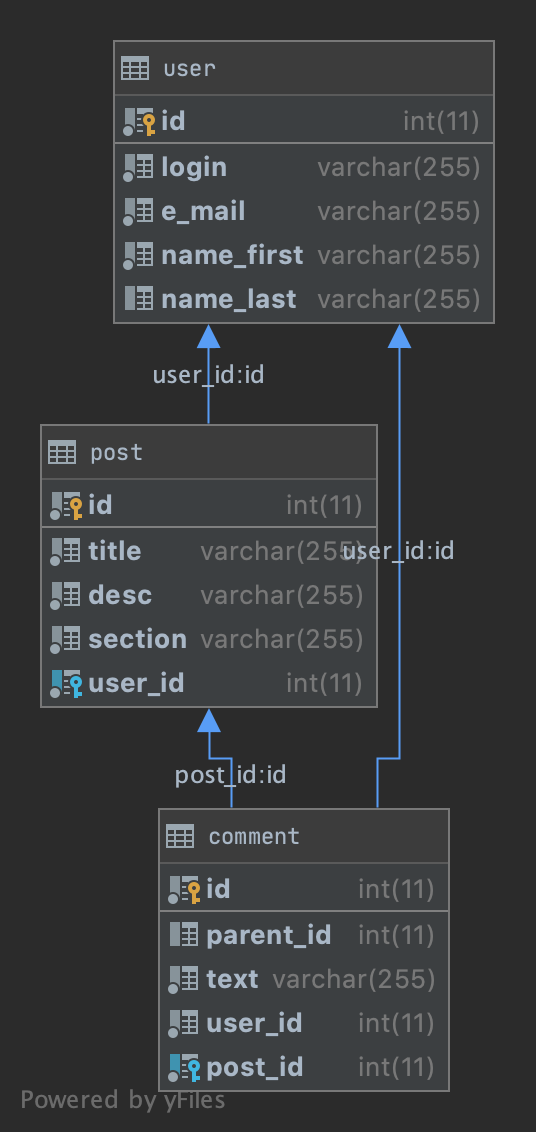 user
id int(11)
login varchar(255)
e_mail varchar(255)
name_first varchar(255)
name_last varchar(255)
user_id:id
post
id int(11)
title varchar(255)
user_id:id
desc varchar(255)
section varchar(255)
user_id int(11)
post_id:id
comment
id int(11)
parent_id int(11)
text varchar(255)
user_id int(11)
post_id int(11)
Powered by yFiles